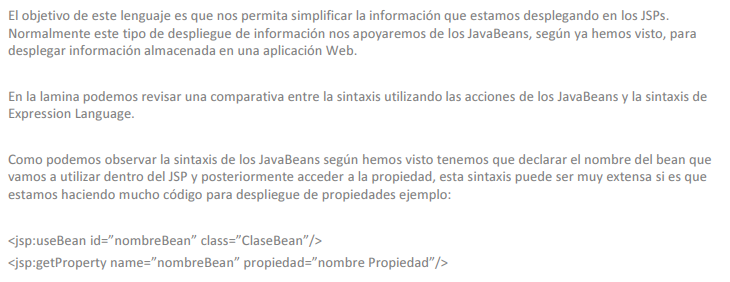 El objetivo de este lenguaje es que nos permita simplificar la información que estamos desplegando en los JSPs.
Normalmente este tipo de despliegue de información nos apoyaremos de los JavaBeans, según ya hemos visto, para
desplegar información almacenada en una aplicación Web.
En la lamina podemos revisar una comparativa entre la sintaxis utilizando las acciones de los JavaBeans y la sintaxis de
Expression Language.
Como podemos observar la sintaxis de los JavaBeans según hemos visto tenemos que declarar el nombre del bean que
vamos a utilizar dentro del JSP y posteriormente acceder a la propiedad, esta sintaxis puede ser muy extensa si es que
estamos haciendo mucho código para despliegue de propiedades ejemplo:
<jsp:useBean id=”nombreBean” class=”ClaseBean”/>
<jsp:getProperty name=”nombreBean” propiedad=”nombre Propiedad”/>